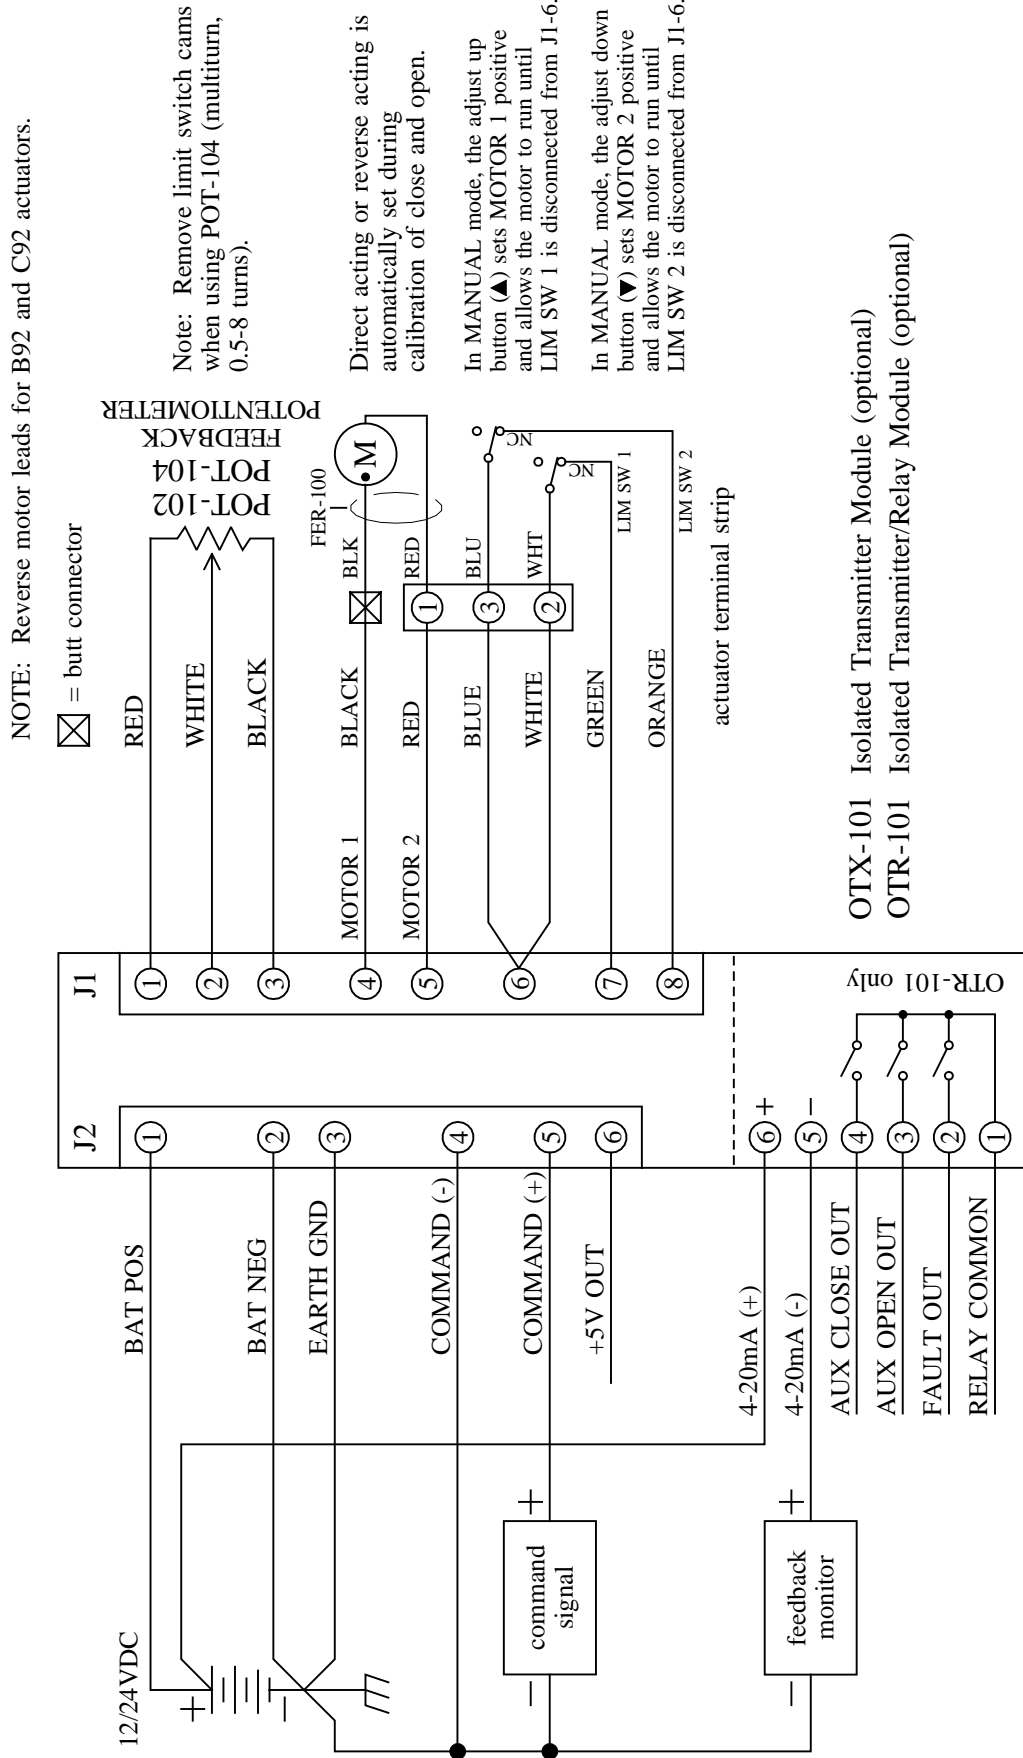 NOTE: Reverse motor leads for B92 and C92 actuators.
= butt connector
Note: Remove limit switch cams
when using POT-104 (multiturn,
0.5-8 turns).
Direct acting or reverse acting is
automatically set during
calibration of close and open.
In MANUAL mode, the adjust up
button (▲) sets MOTOR 1 positive
and allows the motor to run until
LIM SW 1 is disconnected from J1-6.
In MANUAL mode, the adjust down
button (▼) sets MOTOR 2 positive
and allows the motor to run until
LIM SW 2 is disconnected from J1-6.
POT-102
POT-104
FEEDBACK
POTENTIOMETER
FER-100
M
BLK
RED
BLU
WHT
NC
NC
LIM SW 1
LIM SW 2
1
3
2
actuator terminal strip
RED
WHITE
BLACK
BLACK
RED
BLUE
WHITE
GREEN
ORANGE
MOTOR 1
MOTOR 2
J1
1
2
3
4
5
6
7
8
J2
1
2
3
4
5
6
BAT POS
BAT NEG
EARTH GND
COMMAND (-)
COMMAND (+)
+5V OUT
12/24VDC
+
−
command
signal
+
−
feedback
monitor
+
−
OTX-101 Isolated Transmitter Module (optional)
OTR-101 Isolated Transmitter/Relay Module (optional)
OTR-101 only
6 +
5 −
4
3
2
1
4-20mA (+)
4-20mA (-)
AUX CLOSE OUT
AUX OPEN OUT
FAULT OUT
RELAY COMMON